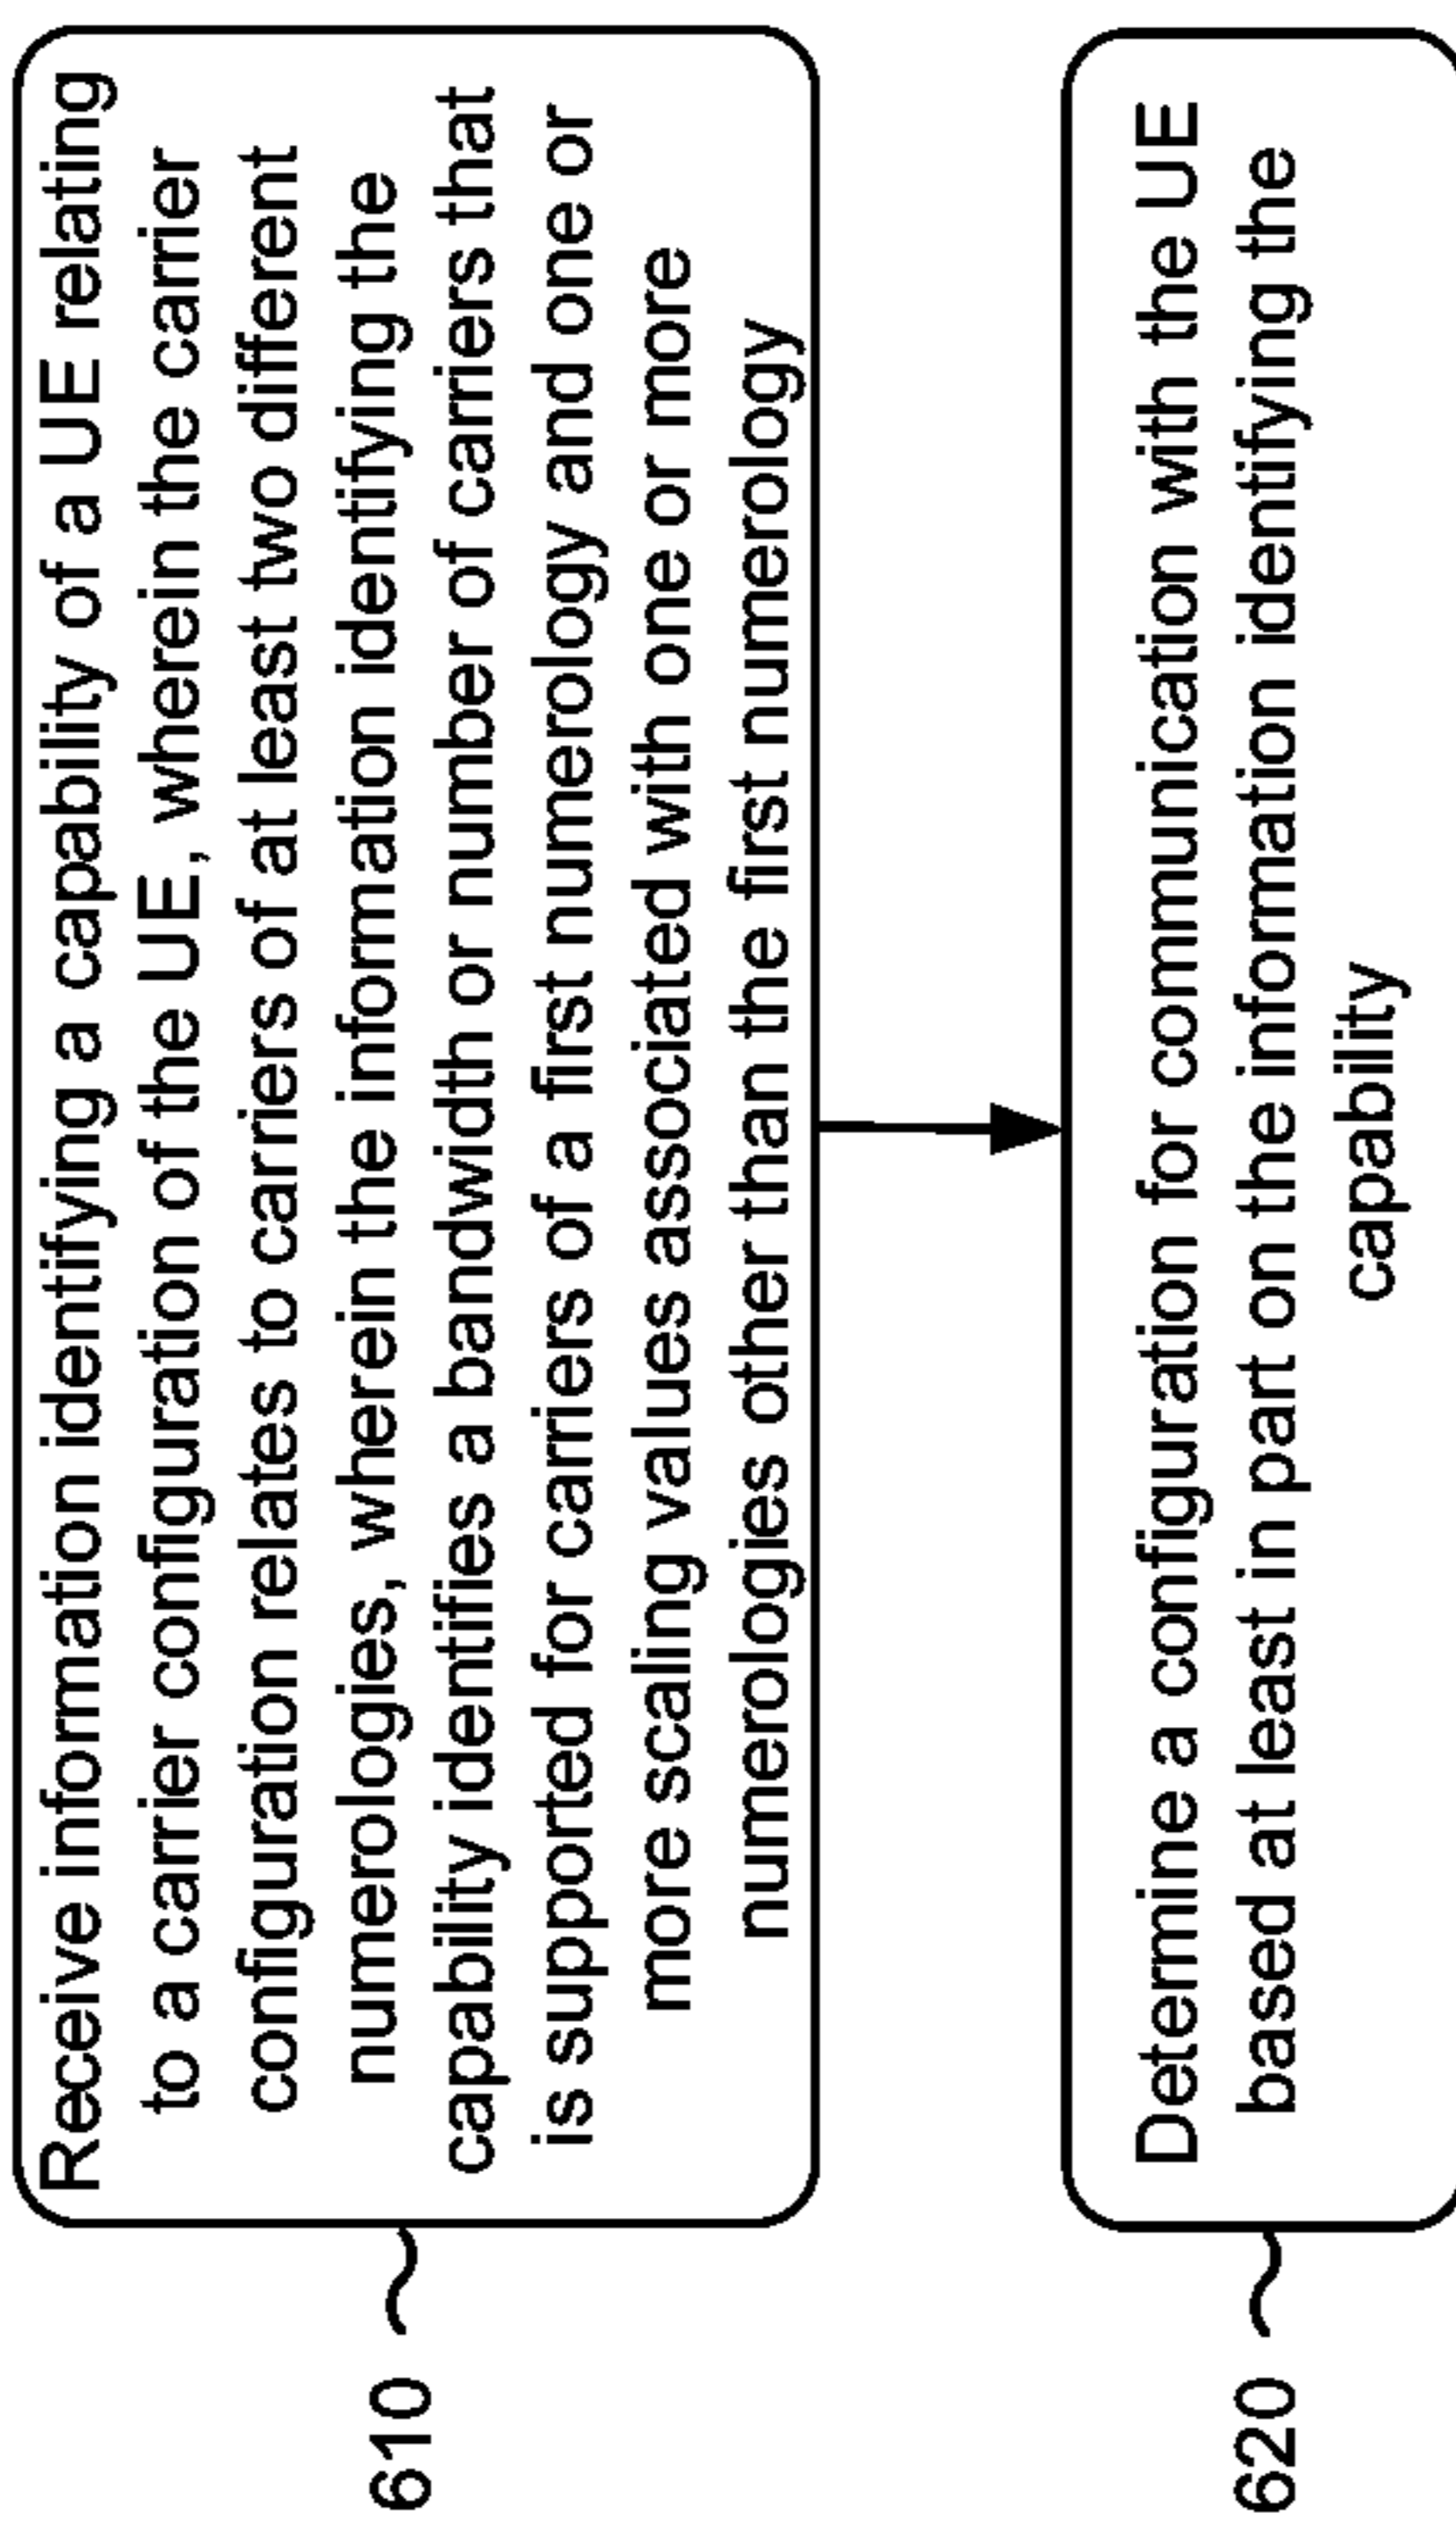 Receive information identifying a capability of a UE relating
to a carrier configuration of the UE, wherein the carrier
configuration relates to carriers of at least two different
numerologies, wherein the information identifying the
capability identifies a bandwidth or number of carriers that
is supported for carriers of a first numerology and one or
more scaling values associated with one or more
numerologies other than the first numerology
610
Determine a configuration for communication with the UE
based at least in part on the information identifying the
capability
620